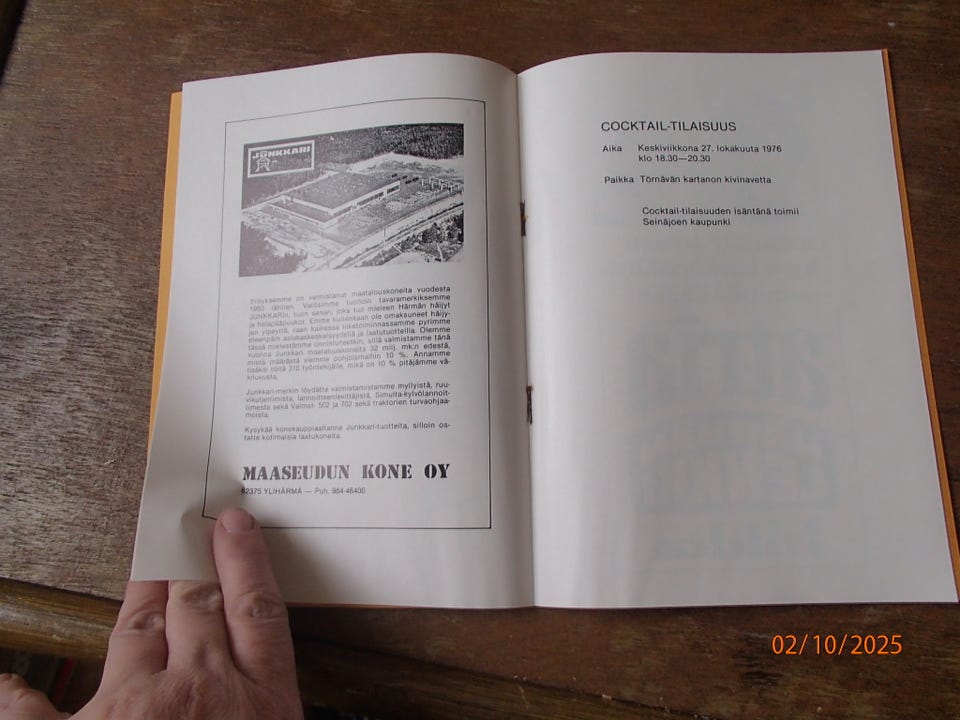 JUNKKARI
Yrityksemme on valmistanut maatalouskoneita vuodesta
1950 lähtien. Valitsimme tuolloin tavaramerkiksemme
JUNKKARIn, tuon sanan, joka tuo mieleen Härmän häijyt
ja helapääpuukot. Emme kuitenkaan ole omaksuneet häijy-
jen ylpeyttä, vaan kaikessa liiketoiminnassamme pyrimme
eteenpäin asiakaskeskeisyydellä ja laatutuotteilla. Olemme
tässä mielestämme onnistuneetkin, sillä valmistamme tänä
vuonna Junkkari maatalouskoneita 32 milj. mk:n edestä,
mistä määrästä viemme pohjoismaihin 10 %. Annamme
lisäksi töitä 310 työntekijälle, mikä on 10 % pitäjämme vä-
kiluvusta.
Junkkari-merkin löydätte valmistamistamme myllyistä, ruu-
vikuljettimista, lannoitteenlevittäjistä, Simulta-kylvölannoit-
timesta sekä Valmet- 502 ja 702 sekä traktorien turvaohjaa-
moista.
Kysykää konekauppiaaltanne Junkkari-tuotteita, silloin os-
tatte kotimaisia laatukoneita.
MAASEUDUN KONE OY
62375 YLIHÄRMÄ — Puh. 964-46400
COCKTAIL-TILAISUUS
Aika Keskiviikkona 27. lokakuuta 1976
klo 18.30—20.30
Paikka Törnävän kartanon kivinavetta
Cocktail-tilaisuuden isäntänä toimii
Seinäjoen kaupunki
02/10/2025